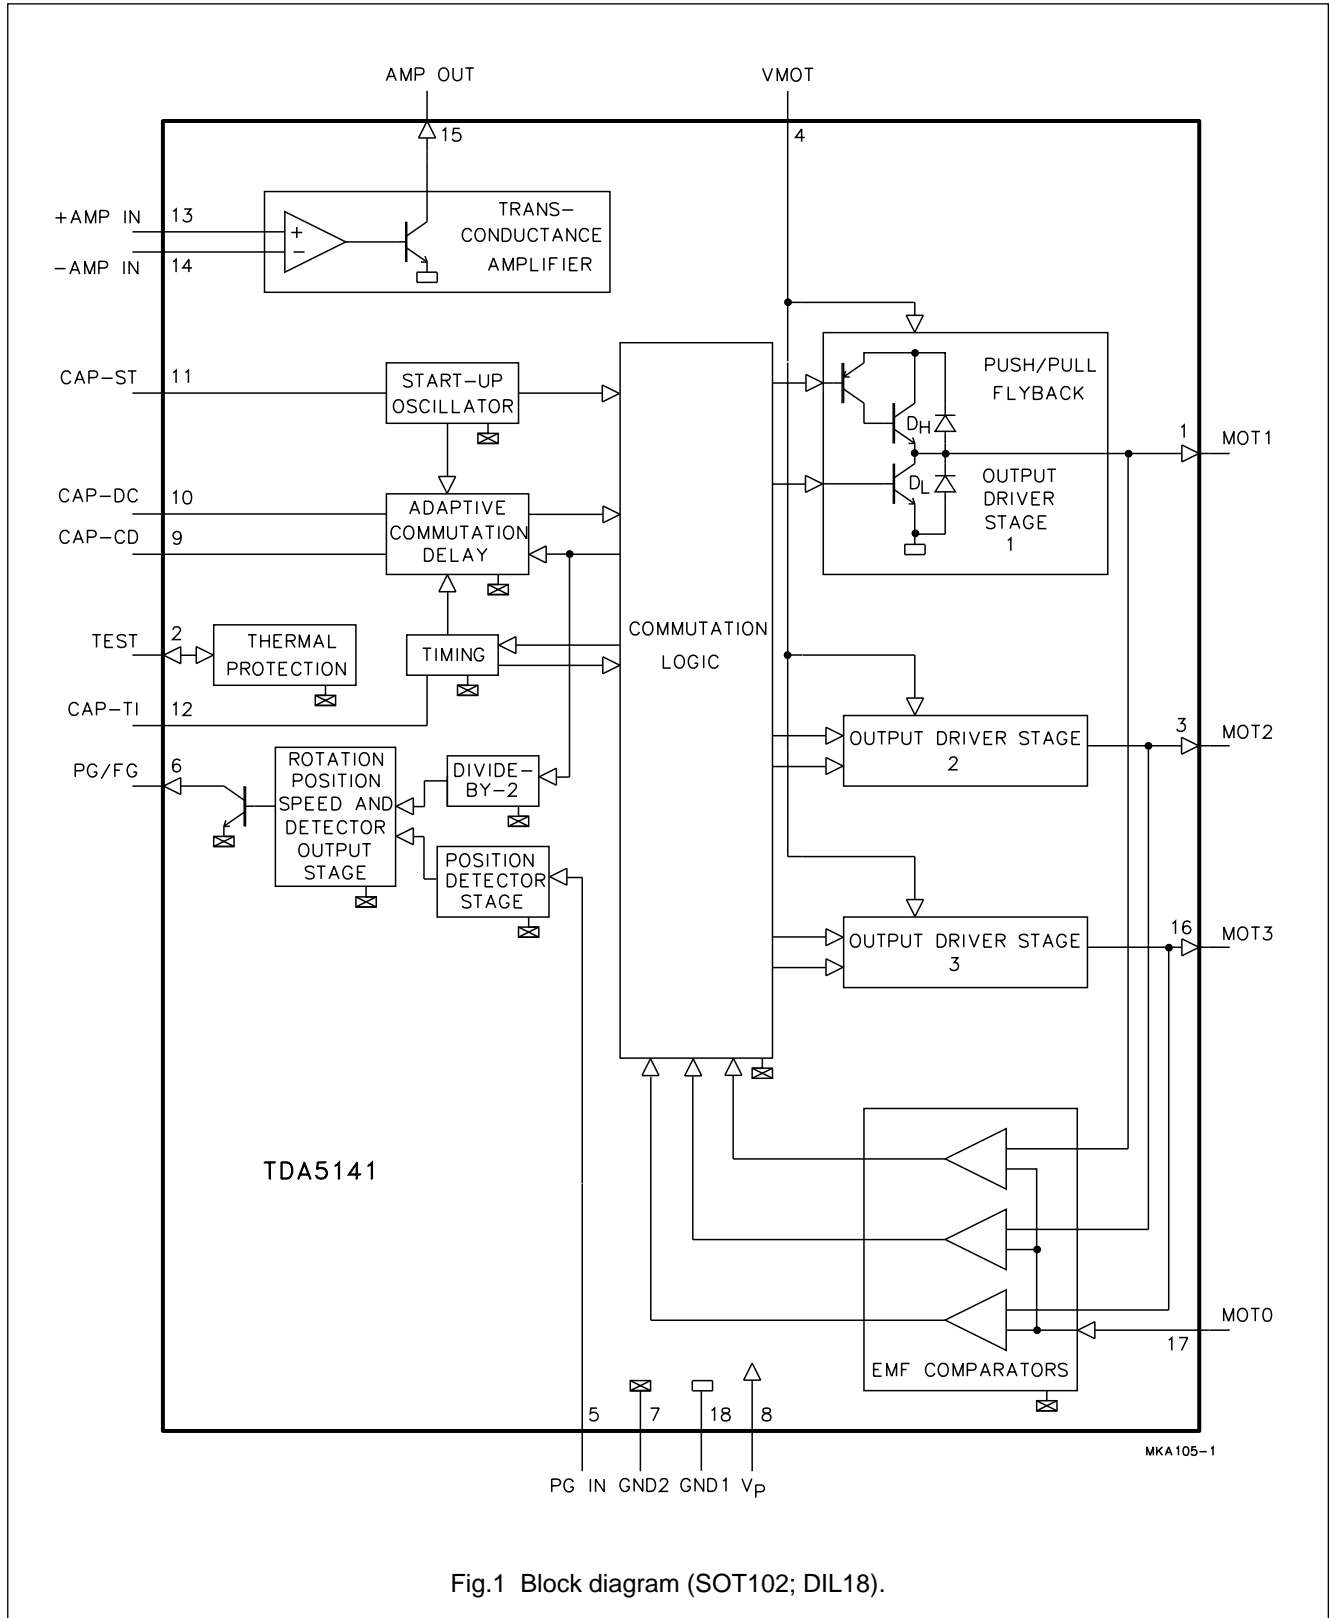 AMP OUT
VMOT
15
4
+AMP IN
13
-AMP IN
14
+
−
TRANS-
CONDUCTANCE
AMPLIFIER
CAP-ST
11
START-UP
OSCILLATOR
PUSH/PULL
FLYBACK
DH
DL
OUTPUT
DRIVER
STAGE
1
1
MOT1
CAP-DC
10
CAP-CD
9
ADAPTIVE
COMMUTATION
DELAY
TEST
2
THERMAL
PROTECTION
TIMING
COMMUTATION
LOGIC
CAP-TI
12
OUTPUT DRIVER STAGE
2
3
MOT2
PG/FG
6
ROTATION
POSITION
SPEED AND
DETECTOR
OUTPUT
STAGE
DIVIDE-
BY-2
POSITION
DETECTOR
STAGE
OUTPUT DRIVER STAGE
3
16
MOT3
TDA5141
EMF COMPARATORS
MOT0
17
5
7
18
8
PG IN
GND2
GND1
VP
MKA105-1
Fig.1 Block diagram (SOT102; DIL18).